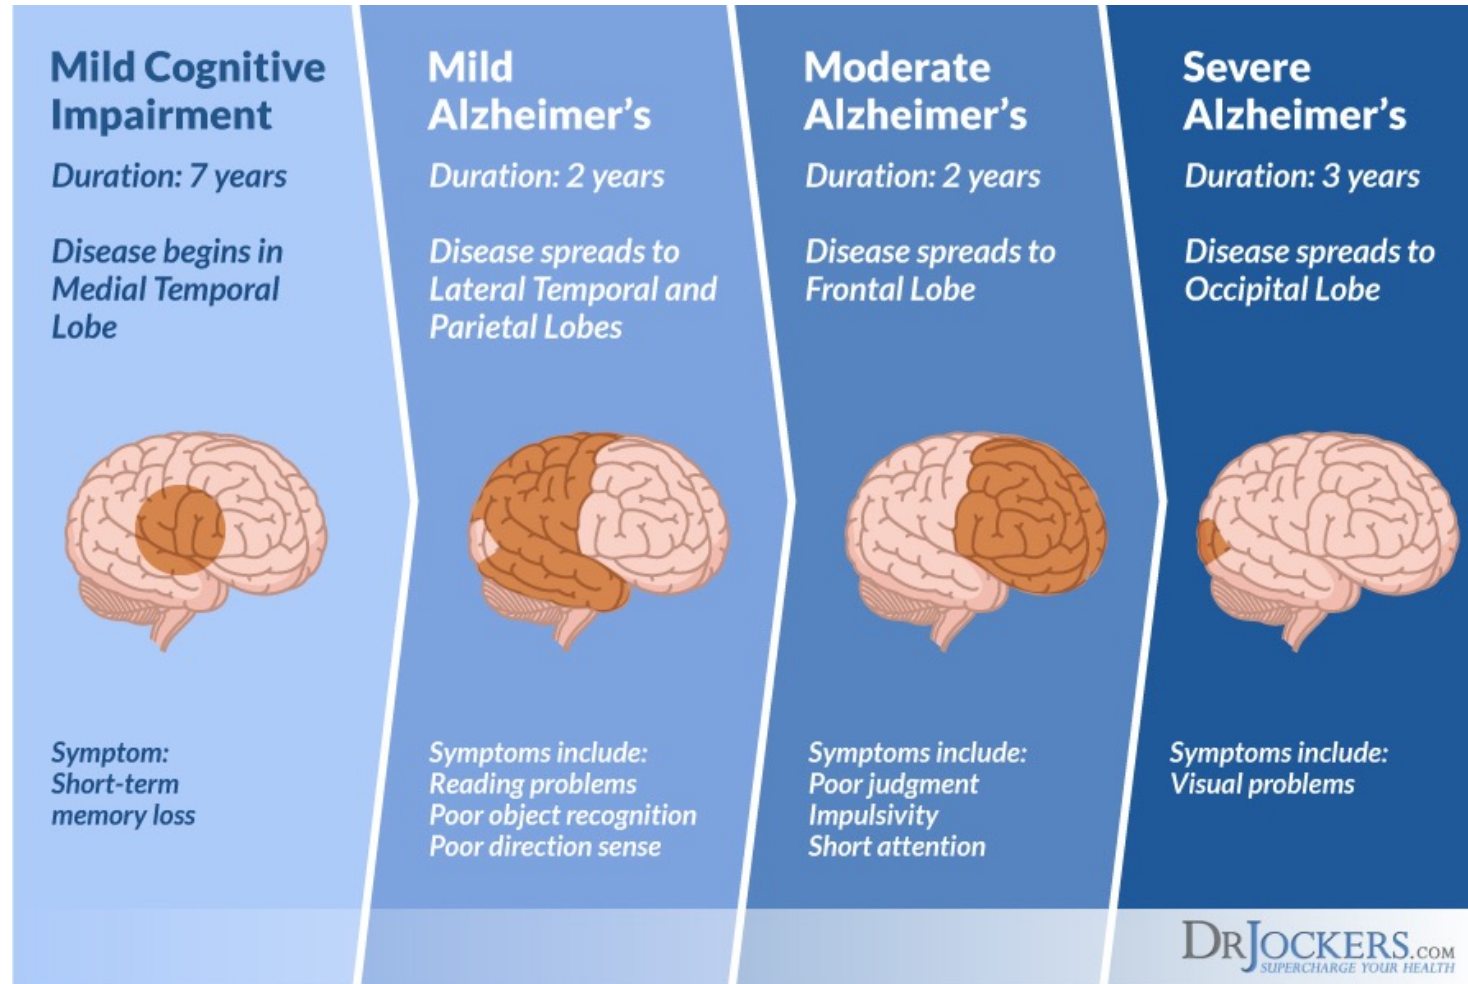 Mild Cognitive
Impairment
Duration: 7 years
Disease begins in
Medial Temporal
Lobe
Symptom:
Short-term
memory loss
Mild
Alzheimer's
Duration: 2 years
Disease spreads to
Lateral Temporal and
Parietal Lobes
Symptoms include:
Reading problems
Poor object recognition
Poor direction sense
Moderate
Alzheimer's
Duration: 2 years
Disease spreads to
Frontal Lobe
Symptoms include:
Poor judgment
Impulsivity
Short attention
Severe
Alzheimer's
Duration: 3 years
Disease spreads to
Occipital Lobe
Symptoms include:
Visual problems
DRJOCKERS.COM
SUPERCHARGE YOUR HEALTH